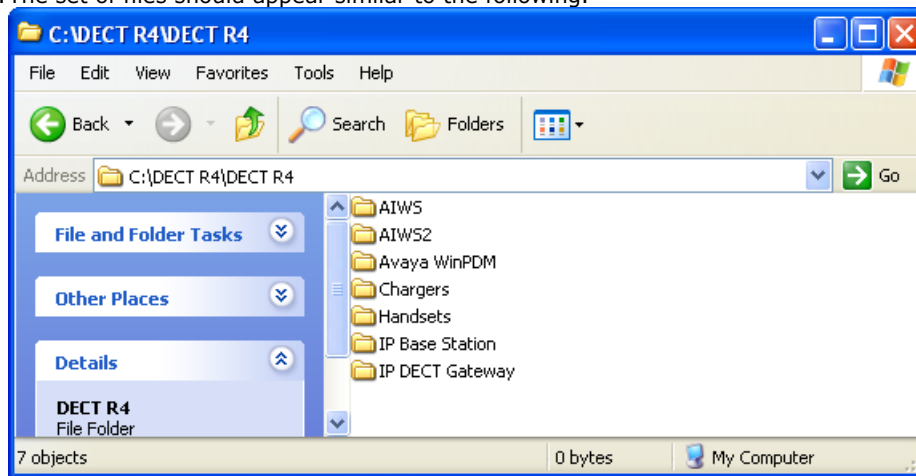 The set of files should appear similar to the following:
C:\DECT R4\DECT R4
File Edit View Favorites Tools Help
Back Search Folders
Address C:\DECT R4\DECT R4 Go
File and Folder Tasks
Other Places
Details
DECT R4
File Folder
AIWS
AIWS2
Avaya WinPDM
Chargers
Handsets
IP Base Station
IP DECT Gateway
7 objects 0 bytes My Computer